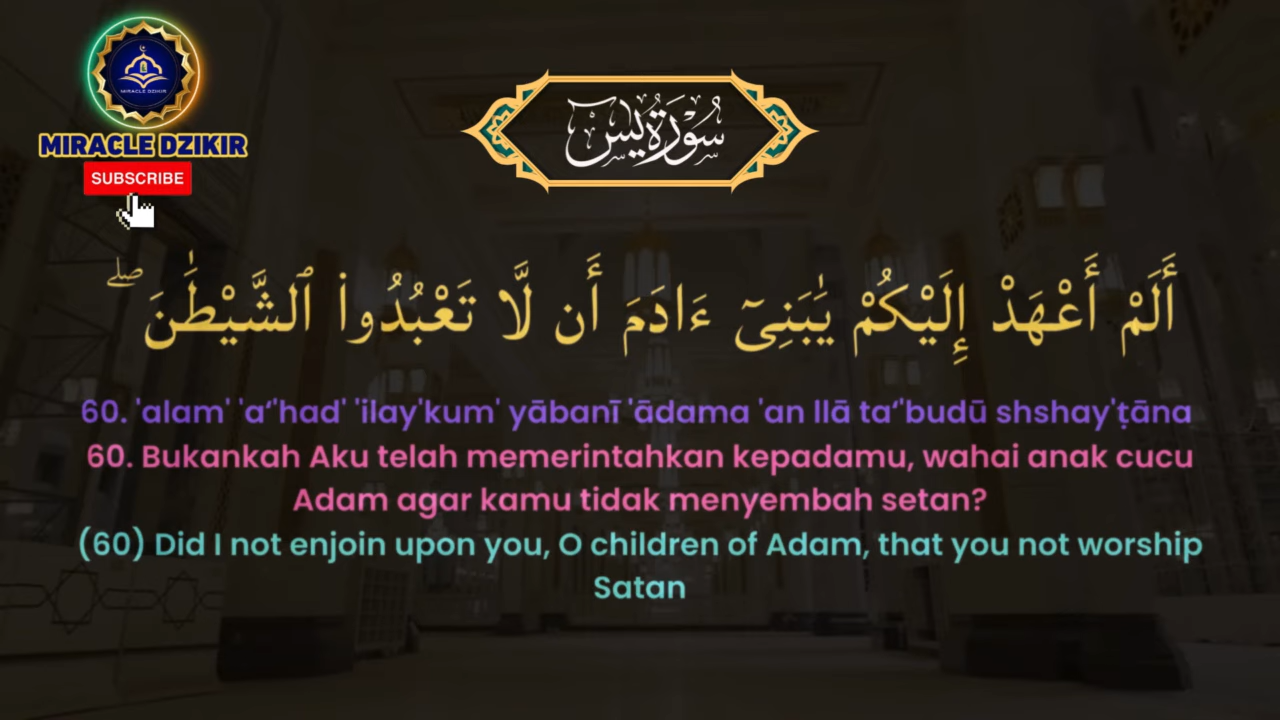 MIRACLE DZIKIR
MIRACLE DZIKIR
SUBSCRIBE
سُوْرَةُ يٰسٓ
أَلَمْ أَعْهَدْ إِلَيْكُمْ يَٰبَنِىٓ ءَادَمَ أَن لَّا تَعْبُدُوا۟ ٱلشَّيْطَٰنَ ۖ
60. 'alam' 'a‘'had' 'ilay'kum' yābanī 'ādama 'an llā ta‘'budū shshay'ṭāna
60. Bukankah Aku telah memerintahkan kepadamu, wahai anak cucu
Adam agar kamu tidak menyembah setan?
(60) Did I not enjoin upon you, O children of Adam, that you not worship
Satan